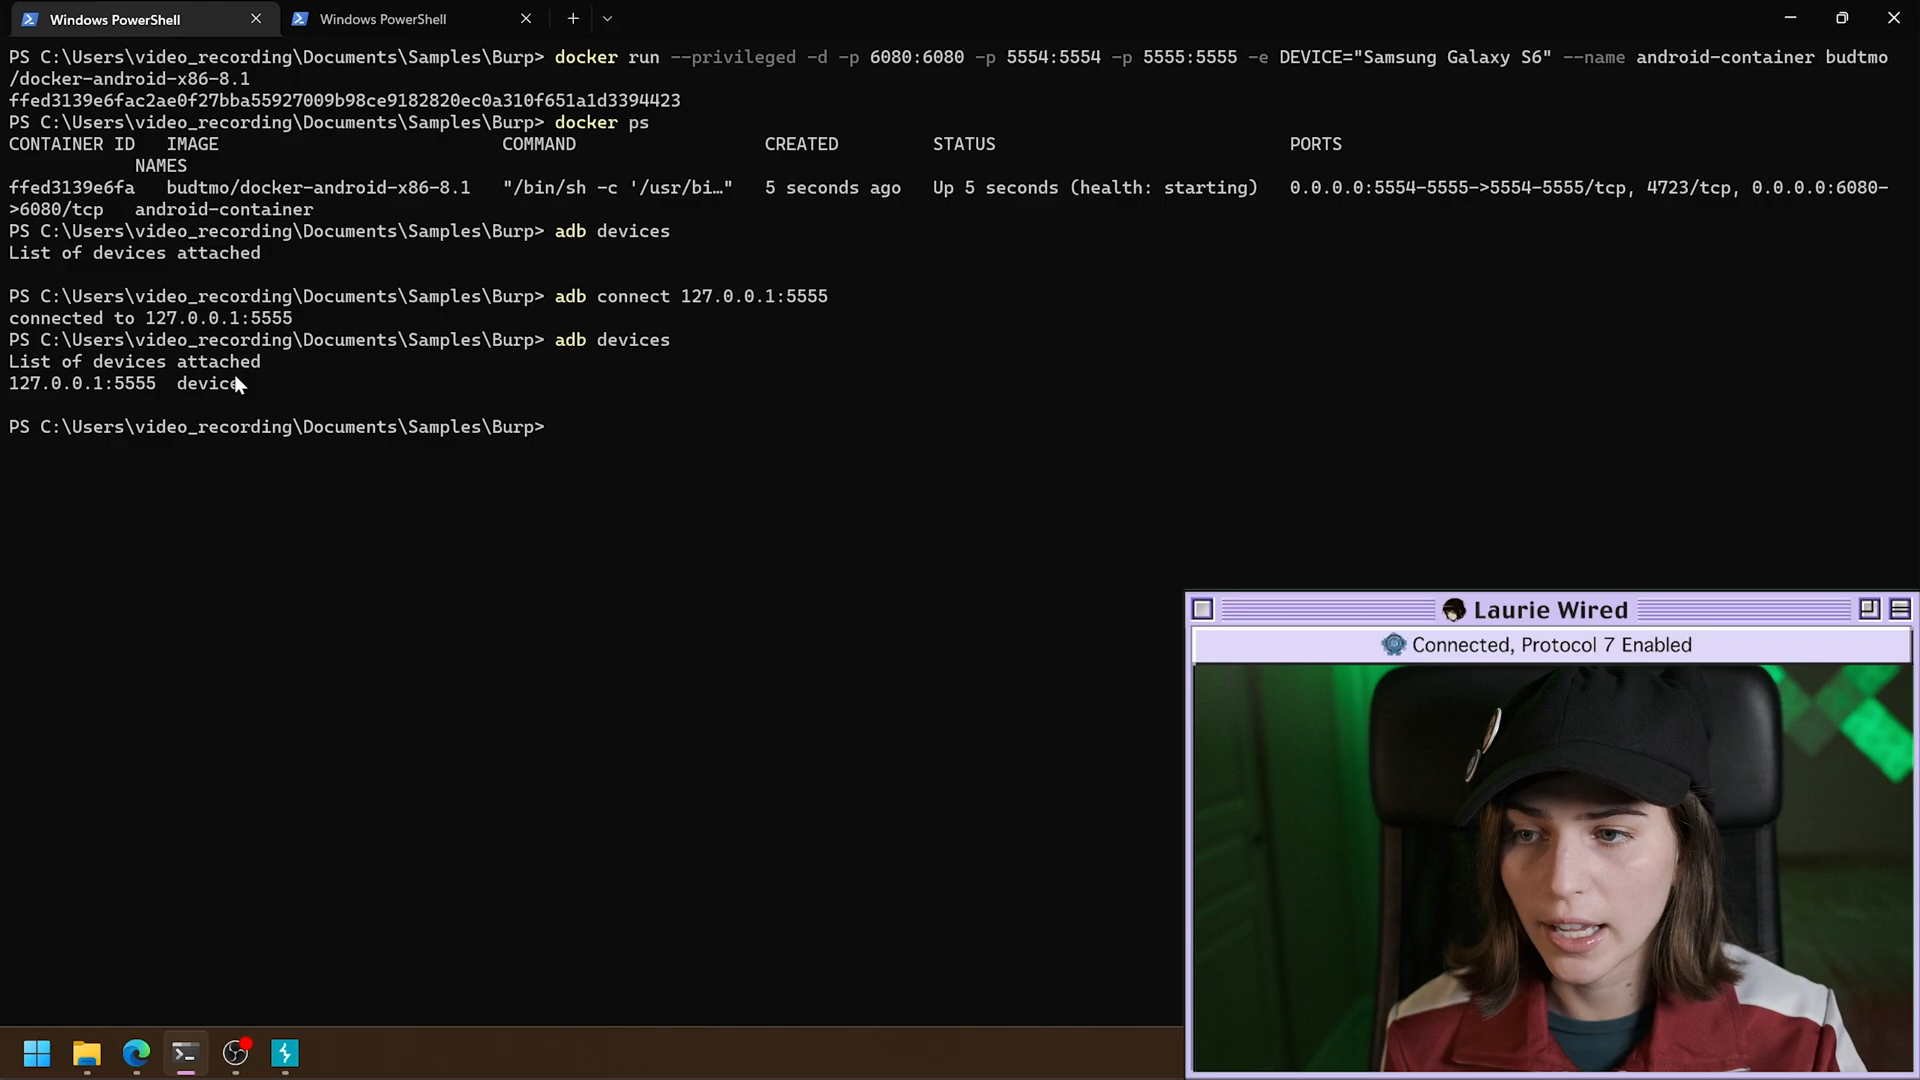 Windows PowerShell
Windows PowerShell
PS C:\Users\video_recording\Documents\Samples\Burp> docker run --privileged -d -p 6080:6080 -p 5554:5554 -p 5555:5555 -e DEVICE="Samsung Galaxy S6" --name android-container budtmo
/docker-android-x86-8.1
ffed3139e6fac2ae0f27bba55927009b98ce9182820ec0a310f651a1d3394423
PS C:\Users\video_recording\Documents\Samples\Burp> docker ps
CONTAINER ID   IMAGE                           COMMAND                  CREATED         STATUS                            PORTS
            NAMES
ffed3139e6fa   budtmo/docker-android-x86-8.1   "/bin/sh -c '/usr/bi…"   5 seconds ago   Up 5 seconds (health: starting)   0.0.0.0:5554-5555->5554-5555/tcp, 4723/tcp, 0.0.0.0:6080-
>6080/tcp   android-container
PS C:\Users\video_recording\Documents\Samples\Burp> adb devices
List of devices attached
PS C:\Users\video_recording\Documents\Samples\Burp> adb connect 127.0.0.1:5555
connected to 127.0.0.1:5555
PS C:\Users\video_recording\Documents\Samples\Burp> adb devices
List of devices attached
127.0.0.1:5555  device
PS C:\Users\video_recording\Documents\Samples\Burp>
Laurie Wired
Connected, Protocol 7 Enabled